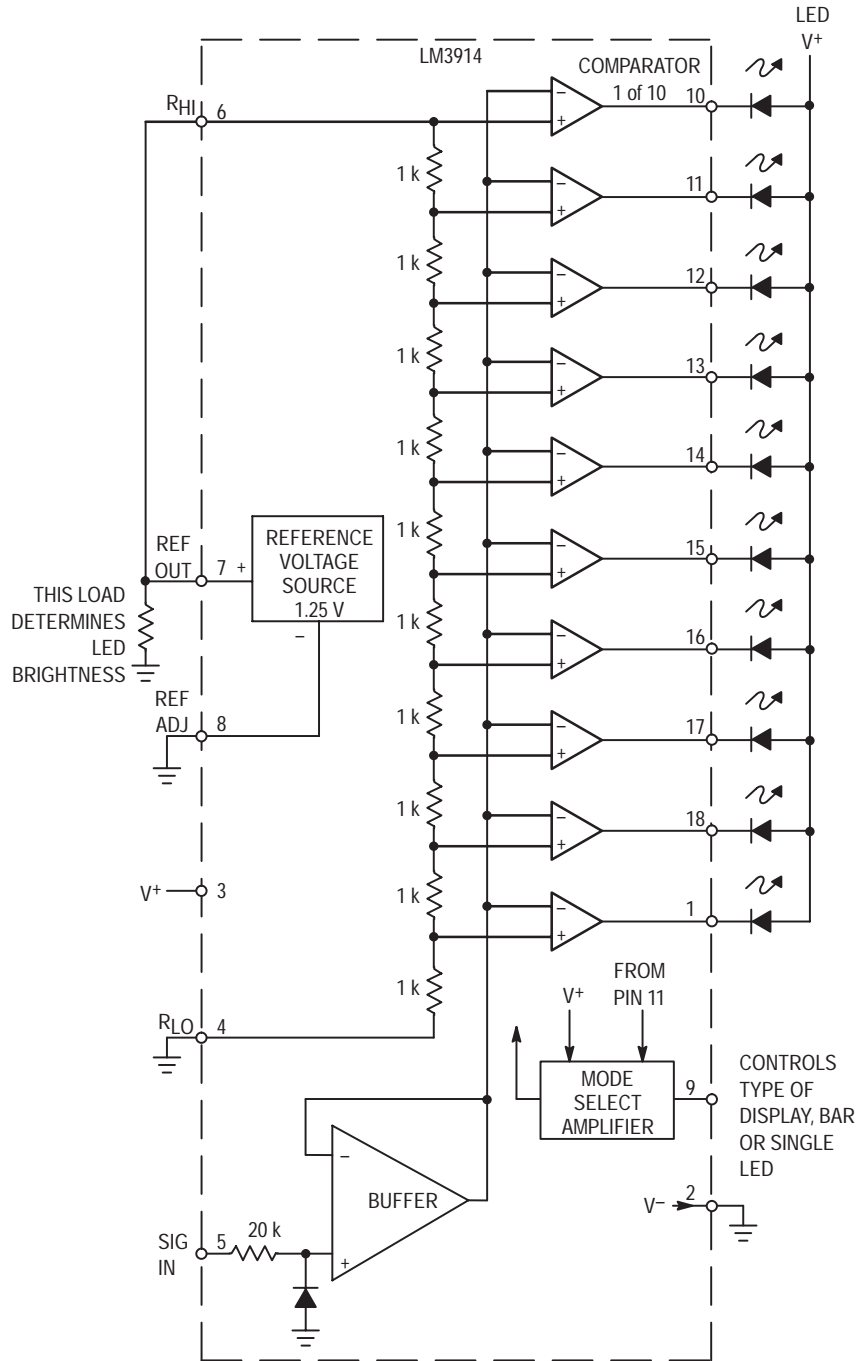 LED
V+
LM3914
COMPARATOR
1 of 10
10
RHI
6
−
+
1 k
11
−
+
1 k
12
−
+
1 k
13
−
+
1 k
14
−
+
1 k
15
−
+
REF
OUT
7
+
REFERENCE
VOLTAGE
SOURCE
1.25 V
−
THIS LOAD
DETERMINES
LED
BRIGHTNESS
1 k
16
−
+
REF
ADJ
8
1 k
17
−
+
1 k
18
−
+
V+
3
1 k
1
−
+
1 k
RLO
4
V+
FROM
PIN 11
MODE
SELECT
AMPLIFIER
9
CONTROLS
TYPE OF
DISPLAY, BAR
OR SINGLE
LED
−
BUFFER
+
V−
2
SIG
IN
5
20 k